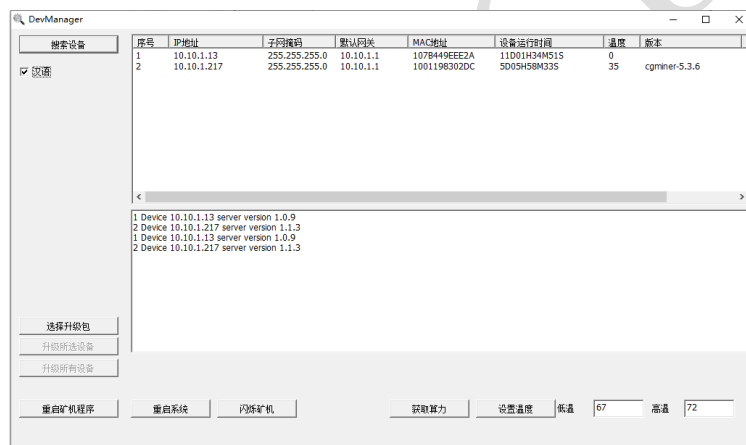 DevManager
搜索设备
汉语
序号 IP地址 子网掩码 默认网关 MAC地址 设备运行时间 温度 版本
1 10.10.1.13 255.255.255.0 10.10.1.1 107B449EEE2A 11D01H34M51S 0
2 10.10.1.217 255.255.255.0 10.10.1.1 1001198302DC 5D05H58M33S 35 cgminer-5.3.6
1 Device 10.10.1.13 server version 1.0.9
2 Device 10.10.1.217 server version 1.1.3
1 Device 10.10.1.13 server version 1.0.9
2 Device 10.10.1.217 server version 1.1.3
选择升级包
升级所选设备
升级所有设备
重启矿机程序 重启系统 闪烁矿机 获取算力 设置温度 低温 67 高温 72